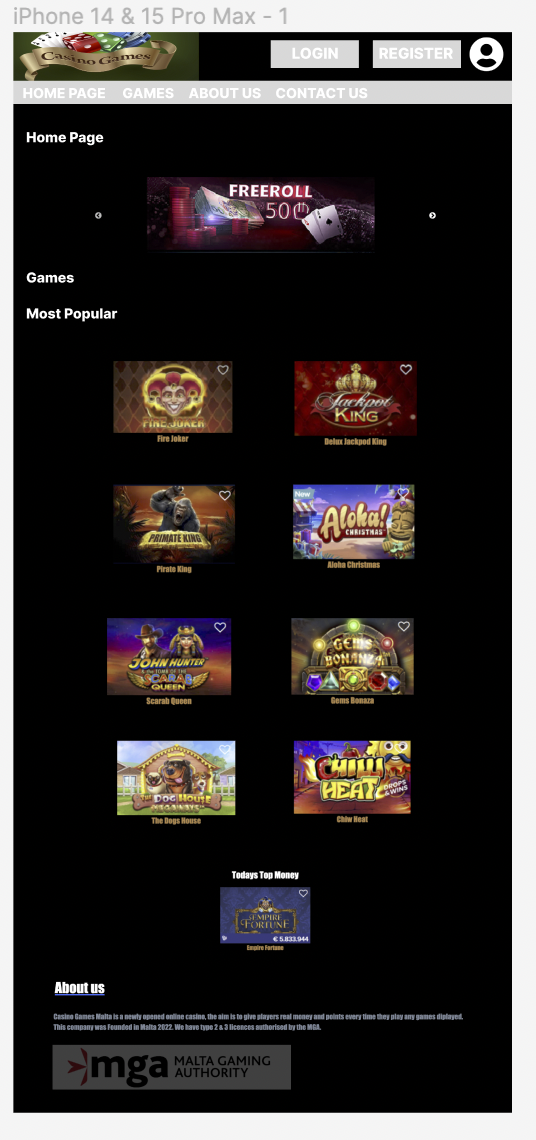 iPhone 14 & 15 Pro Max - 1
Casino Games
LOGIN
REGISTER
HOME PAGE GAMES ABOUT US CONTACT US
Home Page
FREEROLL
50₾
Games
Most Popular
FIRE JOKER
Jackpot KING
Fire Joker
Delux Jackpod King
PRIMATE KING
New
Aloha! CHRISTMAS
Pirate King
Aloha Christmas
JOHN HUNTER
& THE TOMB OF THE
SCARAB QUEEN
GEMS BONANZA
Scarab Queen
Gems Bonaza
THE DOG HOUSE
MEGAWAYS
CHILLI HEAT
DROPS & WINS
The Dogs House
Chiw Heat
Todays Top Money
EMPIRE FORTUNE
€ 5.833.944
Empire Fortune
About us
Casino Games Malta is a newly opened online casino, the aim is to give players real money and points every time they play any games diplayed.
This company was Founded in Malta 2022. We have type 2 & 3 licences authorised by the MGA.
mga MALTA GAMING
AUTHORITY